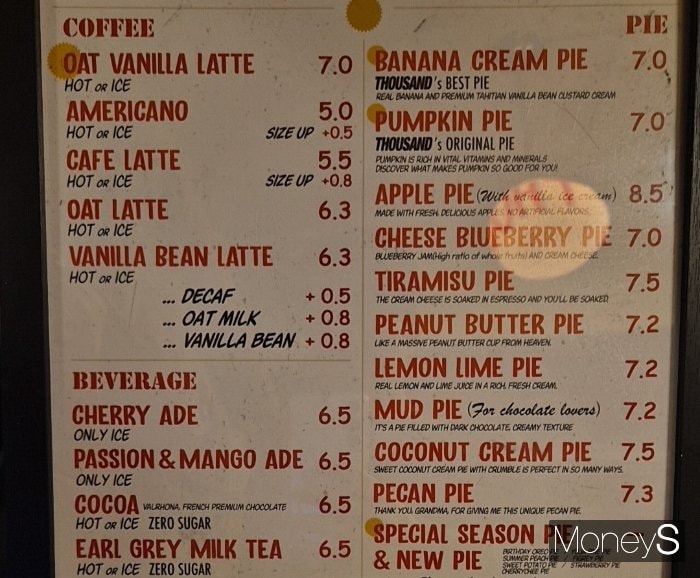 COFFEE
OAT VANILLA LATTE 7.0
HOT OR ICE
AMERICANO 5.0
HOT OR ICE SIZE UP +0.5
CAFE LATTE 5.5
HOT OR ICE SIZE UP +0.8
OAT LATTE 6.3
HOT OR ICE
VANILLA BEAN LATTE 6.3
HOT OR ICE
... DECAF + 0.5
... OAT MILK + 0.8
... VANILLA BEAN + 0.8
BEVERAGE
CHERRY ADE 6.5
ONLY ICE
PASSION & MANGO ADE 6.5
ONLY ICE
COCOA VALRHONA, FRENCH PREMIUM CHOCOLATE 6.5
HOT OR ICE ZERO SUGAR
EARL GREY MILK TEA 6.5
HOT OR ICE ZERO SUGAR
PIE
BANANA CREAM PIE 7.0
THOUSAND's BEST PIE
REAL BANANA AND PREMIUM TAHITIAN VANILLA BEAN CUSTARD CREAM
PUMPKIN PIE 7.0
THOUSAND's ORIGINAL PIE
PUMPKIN IS RICH IN VITAL VITAMINS AND MINERALS
DISCOVER WHAT MAKES PUMPKIN SO GOOD FOR YOU!
APPLE PIE (With vanilla ice cream) 8.5
MADE WITH FRESH, DELICIOUS APPLES, NO ARTIFICIAL FLAVORS.
CHEESE BLUEBERRY PIE 7.0
BLUEBERRY JAM(High ratio of whole fruits) AND CREAM CHEESE.
TIRAMISU PIE 7.5
THE CREAM CHEESE IS SOAKED IN ESPRESSO AND YOU'LL BE SOAKED.
PEANUT BUTTER PIE 7.2
LIKE A MASSIVE PEANUT BUTTER CUP FROM HEAVEN.
LEMON LIME PIE 7.2
REAL LEMON AND LIME JUICE IN A RICH, FRESH CREAM.
MUD PIE (For chocolate lovers) 7.2
IT'S A PIE FILLED WITH DARK CHOCOLATE, CREAMY TEXTURE
COCONUT CREAM PIE 7.5
SWEET COCONUT CREAM PIE WITH CRUMBLE IS PERFECT IN SO MANY WAYS.
PECAN PIE 7.3
THANK YOU, GRANDMA, FOR GIVING ME THIS UNIQUE PECAN PIE.
SPECIAL SEASON PIE
& NEW PIE
BIRTHDAY OREO
SUMMER PEACH PIE
SWEET POTATO PIE / STRAWBERRY PIE
CHERRYCHEE PIE
MoneyS